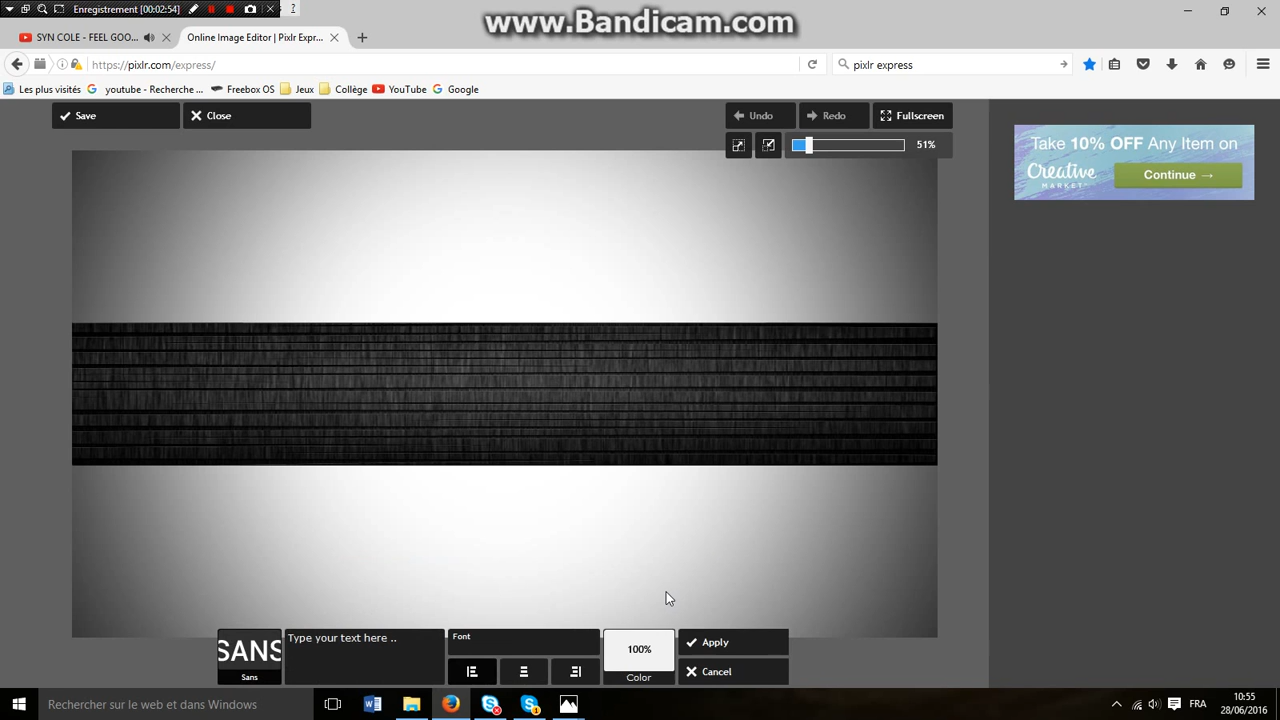 Enregistrement [00:02:54]
?
www.Bandicam.com
SYN COLE - FEEL GOO...
Online Image Editor | Pixlr Expr...
https://pixlr.com/express/
pixlr express
Les plus visités
youtube - Recherche ...
Freebox OS
Jeux
Collège
YouTube
Google
Save
Close
Undo
Redo
Fullscreen
51%
Take 10% OFF Any Item on
Creative
MARKET
Continue →
SANS
Sans
Type your text here ..
Font
100%
Color
Apply
Cancel
Rechercher sur le web et dans Windows
FRA
10:55
28/06/2016